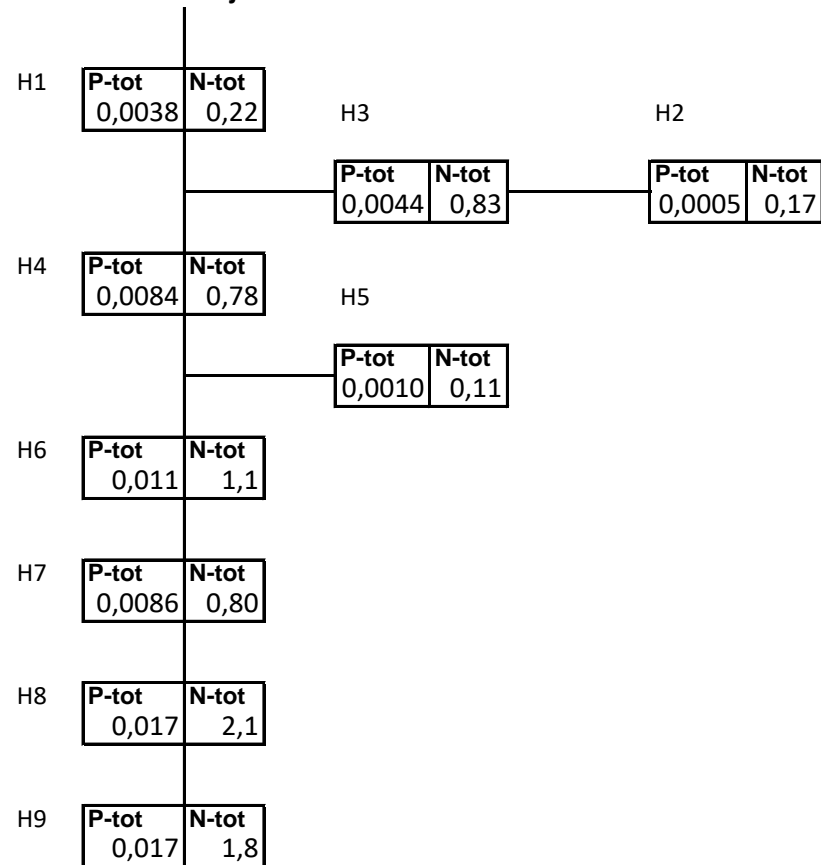 H1 P-tot N-tot
0,0038 0,22
H3 H2
P-tot N-tot P-tot N-tot
0,0044 0,83 0,0005 0,17
H4 P-tot N-tot
0,0084 0,78
H5
P-tot N-tot
0,0010 0,11
H6 P-tot N-tot
0,011 1,1
H7 P-tot N-tot
0,0086 0,80
H8 P-tot N-tot
0,017 2,1
H9 P-tot N-tot
0,017 1,8